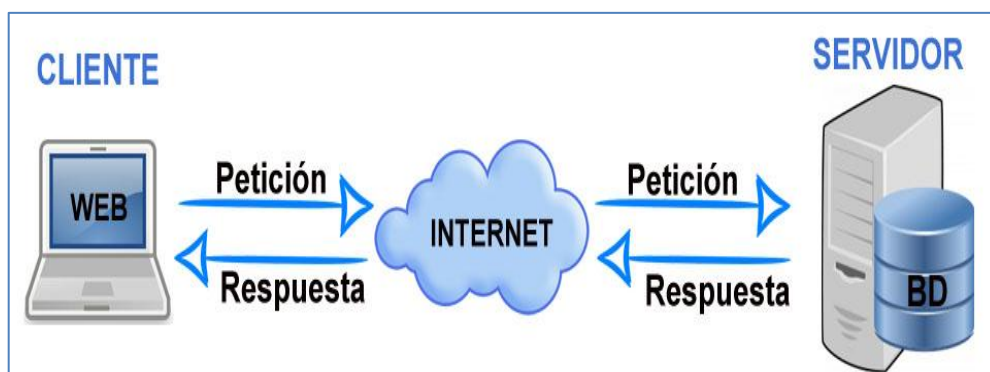 CLIENTE
SERVIDOR
Petición
Petición
WEB
INTERNET
Respuesta
Respuesta
BD